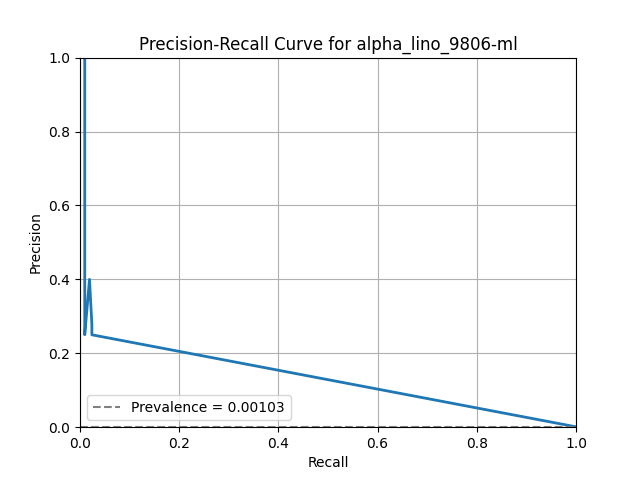 Precision-Recall Curve for alpha_lino_9806-ml
1.0
0.8
0.6
0.4
0.2
0.0
Precision
Prevalence = 0.00103
0.0 0.2 0.4 0.6 0.8 1.0
Recall